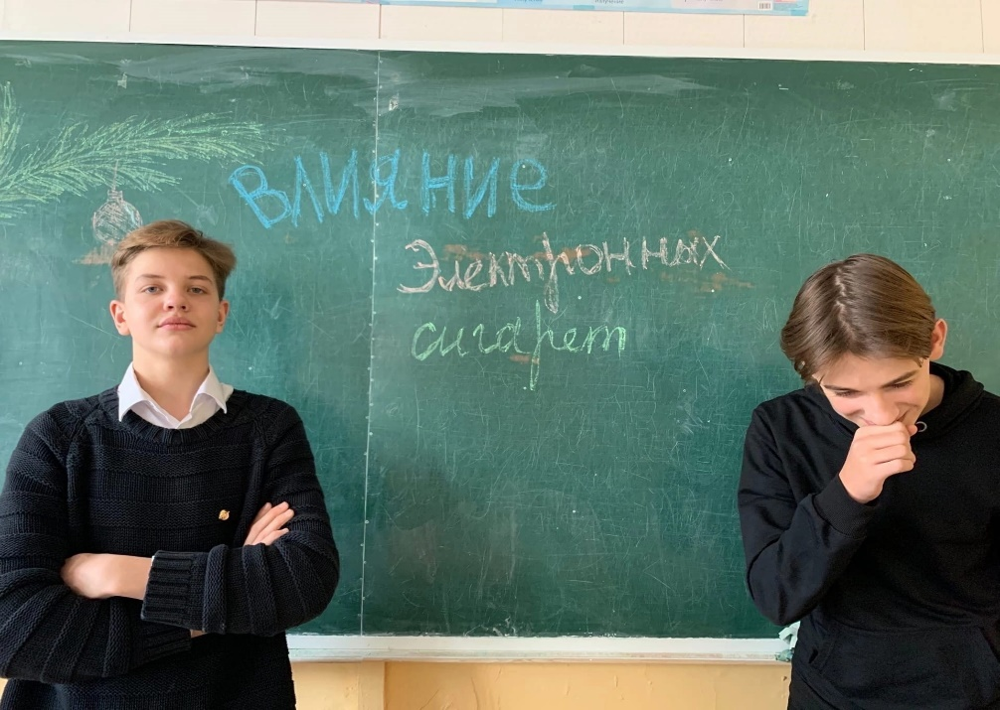 Влияние
Электронных
сигарет